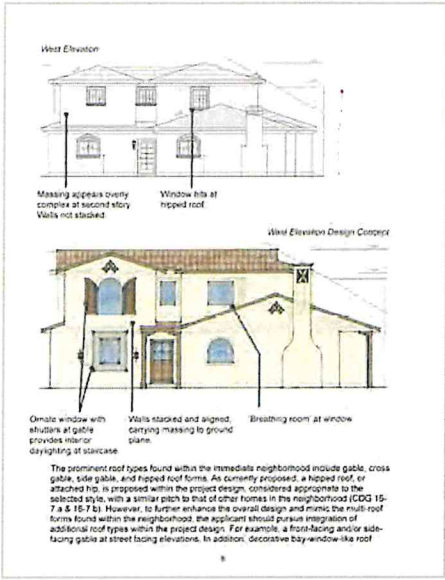 West Elevation
Massing appears overly
complex at second story.
Walls not stacked.
Window hits at
hipped roof.
West Elevation Design Concept
Ornate window with
shutters at gable
provides interior
daylighting at staircase.
Walls stacked and aligned,
carrying massing to ground
plane.
'Breathing room' at window
The prominent roof types found within the immediate neighborhood include gable, cross
gable, side gable, and hipped roof forms. As currently proposed, a hipped roof, or
attached hip, is proposed within the project design, considered appropriate to the
selected style, with a similar pitch to that of other homes in the neighborhood (CDG 16-
7.a & 16-7.b). However, to further enhance the overall design and mimic the multi-roof
forms found within the neighborhood, the applicant should pursue integration of
additional roof types within the project design. For example, a front-facing and/or side-
facing gable at street facing elevations. In addition, decorative bay-window-like roof